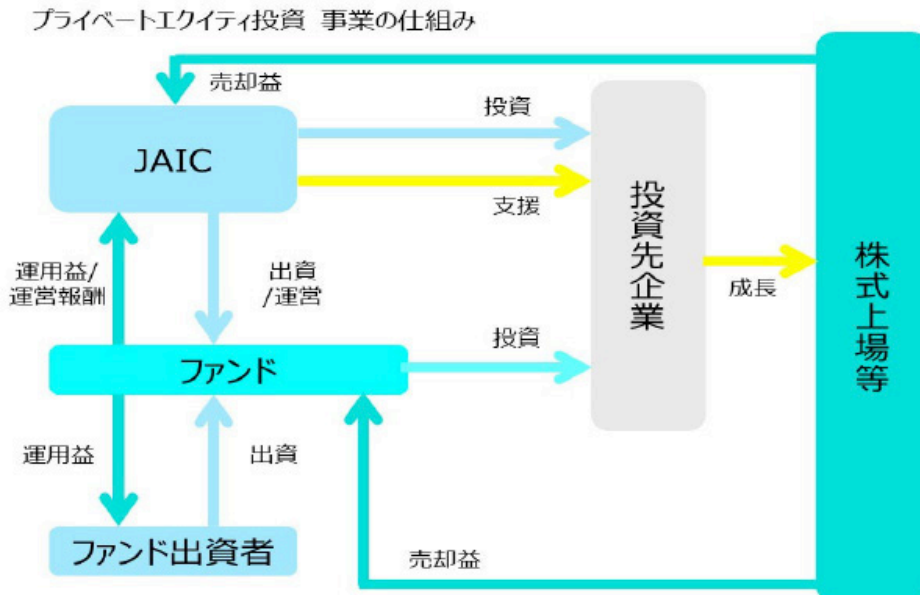 プライベートエクイティ投資 事業の仕組み
売却益
JAIC
投資
支援
投資先企業
成長
株式上場等
運用益/
運営報酬
出資
/運営
投資
ファンド
運用益
出資
ファンド出資者
売却益